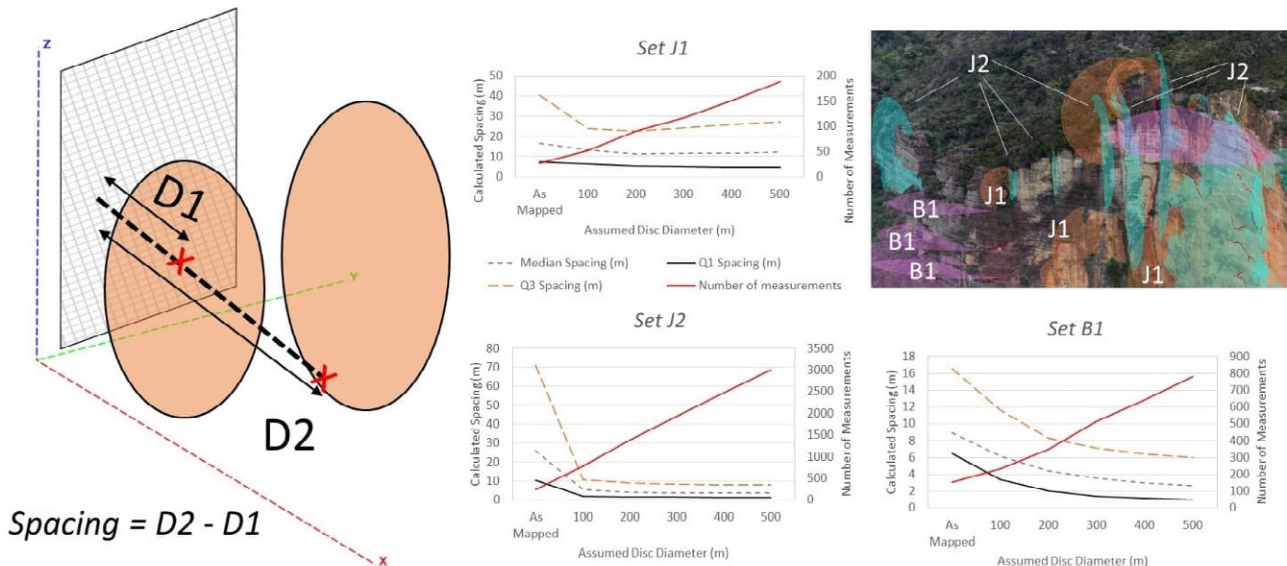 Z
D1
Y
D2
Spacing = D2 - D1
X
Set J1
Calculated Spacing (m)
50
40
30
20
10
0
Number of Measurements
200
150
100
50
0
As Mapped
100
200
300
400
500
Assumed Disc Diameter (m)
Median Spacing (m)
Q1 Spacing (m)
Q3 Spacing (m)
Number of measurements
J2
J2
J1
B1
J1
B1
B1
J1
Set J2
Calculated Spacing (m)
80
70
60
50
40
30
20
10
0
Number of Measurements
3500
3000
2500
2000
1500
1000
500
0
As Mapped
100
200
300
400
500
Assumed Disc Diameter (m)
Set B1
Calculated Spacing (m)
18
16
14
12
10
8
6
4
2
0
Number of Measurements
900
800
700
600
500
400
300
200
100
0
As Mapped
100
200
300
400
500
Assumed Disc Diameter (m)